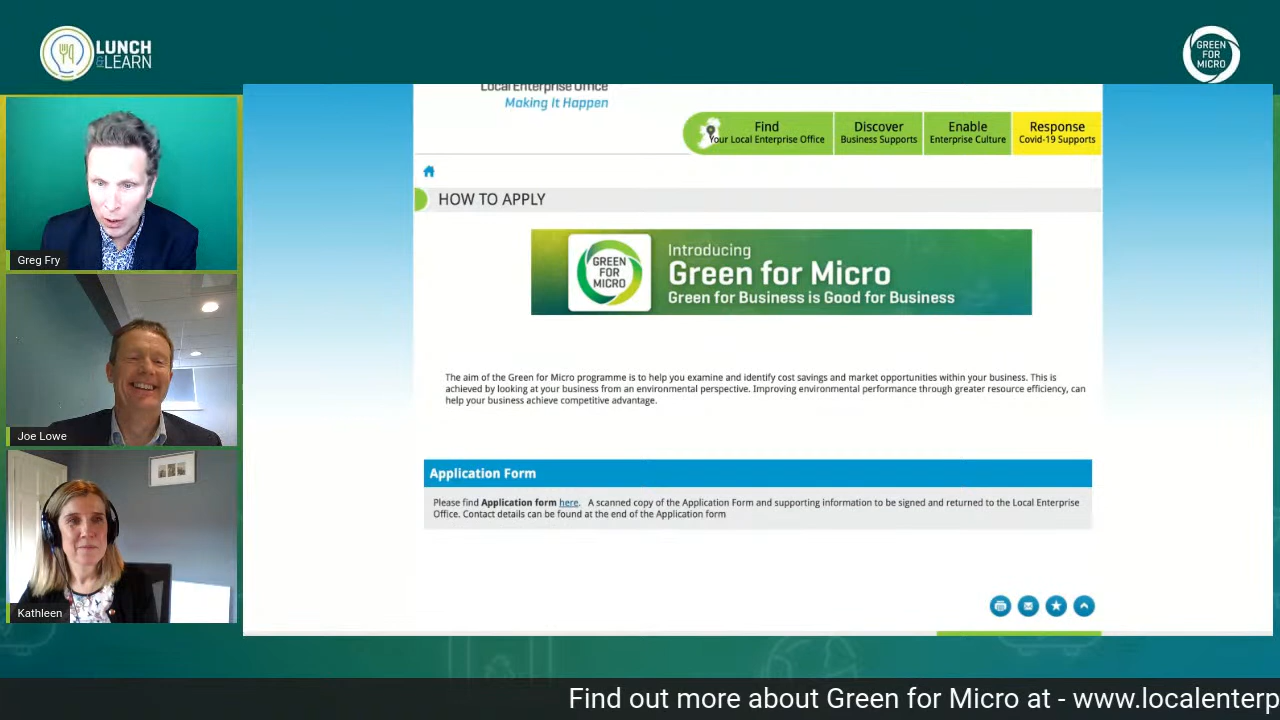 LUNCH
& LEARN
GREEN
FOR
MICRO
Greg Fry
Joe Lowe
Kathleen
Local Enterprise Office
Making It Happen
Find
Your Local Enterprise Office
Discover
Business Supports
Enable
Enterprise Culture
Response
Covid-19 Supports
HOW TO APPLY
GREEN
FOR
MICRO
Introducing
Green for Micro
Green for Business is Good for Business
The aim of the Green for Micro programme is to help you examine and identify cost savings and market opportunities within your business. This is
achieved by looking at your business from an environmental perspective. Improving environmental performance through greater resource efficiency, can
help your business achieve competitive advantage.
Application Form
Please find Application form here. A scanned copy of the Application Form and supporting information to be signed and returned to the Local Enterprise
Office. Contact details can be found at the end of the Application form
Find out more about Green for Micro at - www.localenterp